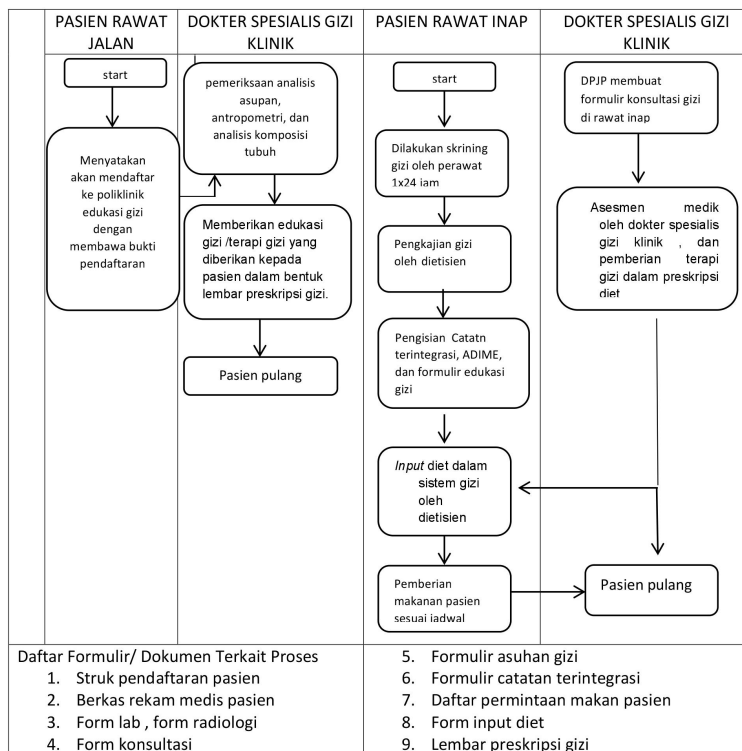 PASIEN RAWAT
JALAN
DOKTER SPESIALIS GIZI
KLINIK
PASIEN RAWAT INAP
DOKTER SPESIALIS GIZI
KLINIK
start
Menyatakan
akan mendaftar
ke poliklinik
edukasi gizi
dengan
membawa bukti
pendaftaran
pemeriksaan analisis
asupan,
antropometri, dan
analisis komposisi
tubuh
Memberikan edukasi
gizi /terapi gizi yang
diberikan kepada
pasien dalam bentuk
lembar preskripsi gizi.
Pasien pulang
start
Dilakukan skrining
gizi oleh perawat
1x24 jam
Pengkajian gizi
oleh dietisien
Pengisian Catatn
terintegrasi, ADIME,
dan formulir edukasi
gizi
Input diet dalam
sistem gizi
oleh
dietisien
Pemberian
makanan pasien
sesuai jadwal
DPJP membuat
formulir konsultasi gizi
di rawat inap
Asesmen medik
oleh dokter spesialis
gizi klinik , dan
pemberian terapi
gizi dalam preskripsi
diet
Pasien pulang
Daftar Formulir/ Dokumen Terkait Proses
1. Struk pendaftaran pasien
2. Berkas rekam medis pasien
3. Form lab , form radiologi
4. Form konsultasi
5. Formulir asuhan gizi
6. Formulir catatan terintegrasi
7. Daftar permintaan makan pasien
8. Form input diet
9. Lembar preskripsi gizi